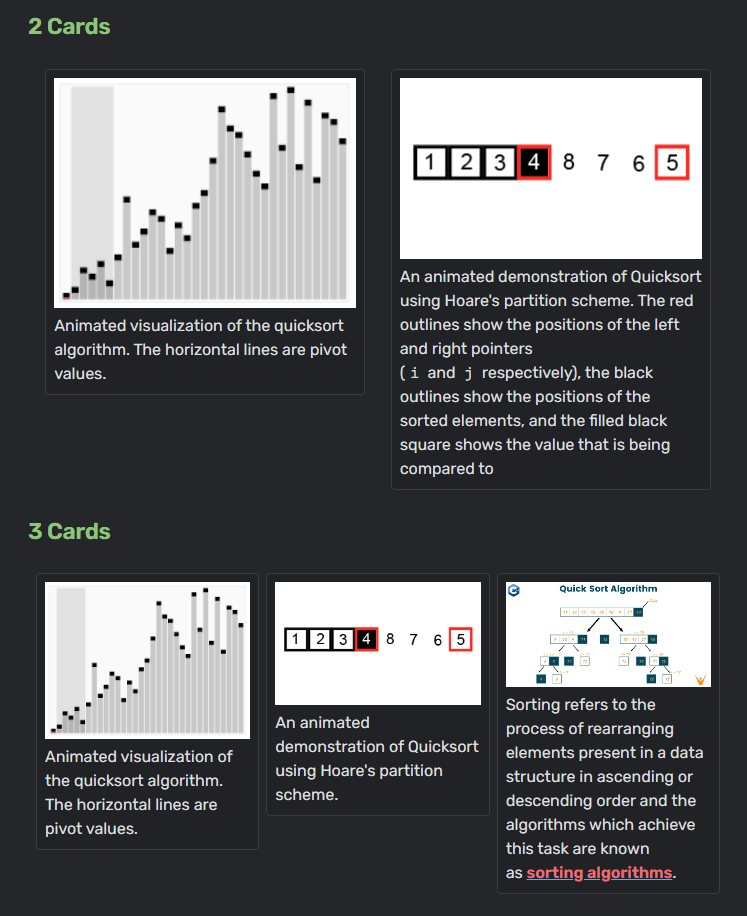 2 Cards
1 2 3 4 8 7 6 5
Animated visualization of the quicksort
algorithm. The horizontal lines are pivot
values.
An animated demonstration of Quicksort
using Hoare's partition scheme. The red
outlines show the positions of the left
and right pointers
( i and j respectively), the black
outlines show the positions of the
sorted elements, and the filled black
square shows the value that is being
compared to
3 Cards
Animated visualization of
the quicksort algorithm.
The horizontal lines are
pivot values.
1 2 3 4 8 7 6 5
An animated
demonstration of Quicksort
using Hoare's partition
scheme.
Quick Sort Algorithm
Sorting refers to the
process of rearranging
elements present in a data
structure in ascending or
descending order and the
algorithms which achieve
this task are known
as sorting algorithms.